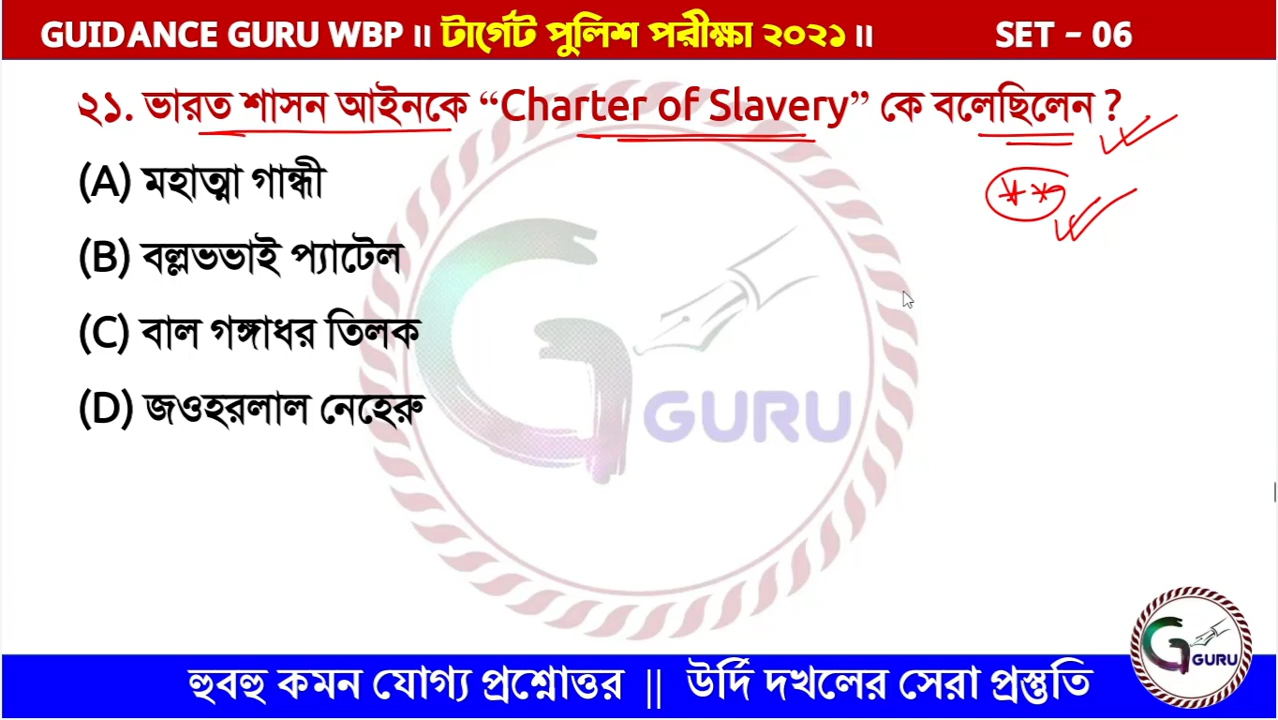 GUIDANCE GURU WBP ॥ টার্গেট পুলিশ পরীক্ষা ২০২১ ॥ SET – 06
২১. ভারত শাসন আইনকে “Charter of Slavery” কে বলেছিলেন ?
(A) মহাত্মা গান্ধী
(B) বল্লভভাই প্যাটেল
(C) বাল গঙ্গাধর তিলক
(D) জওহরলাল নেহেরু
G GURU
G GURU
হুবহু কমন যোগ্য প্রশ্নোত্তর || উর্দি দখলের সেরা প্রস্তুতি